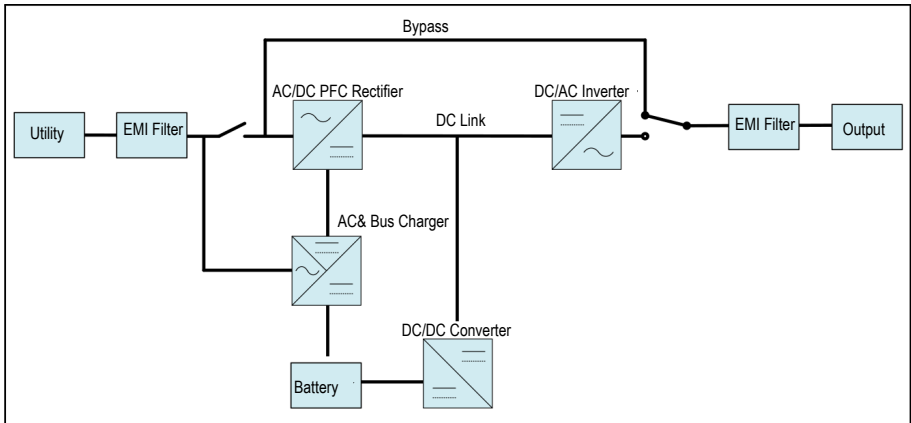 Bypass
AC/DC PFC Rectifier
DC/AC Inverter
Utility
EMI Filter
DC Link
EMI Filter
Output
AC& Bus Charger
DC/DC Converter
Battery